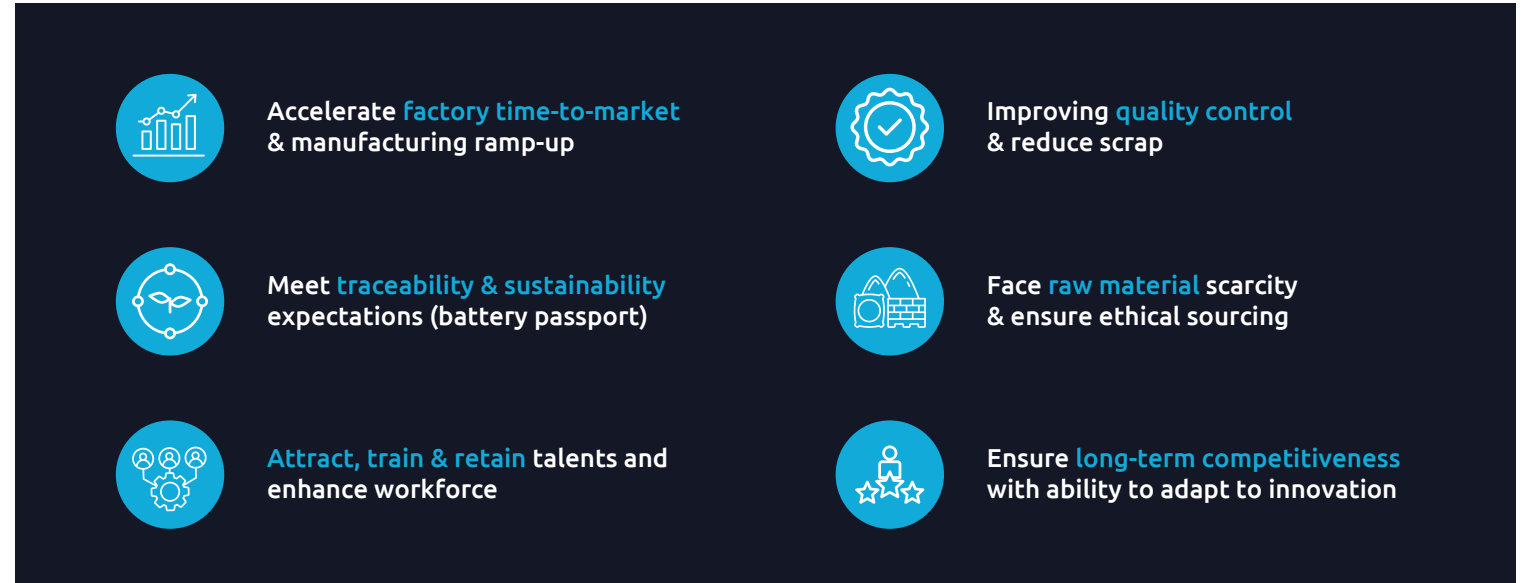 Accelerate factory time-to-market
& manufacturing ramp-up
Improving quality control
& reduce scrap
Meet traceability & sustainability
expectations (battery passport)
Face raw material scarcity
& ensure ethical sourcing
Attract, train & retain talents and
enhance workforce
Ensure long-term competitiveness
with ability to adapt to innovation